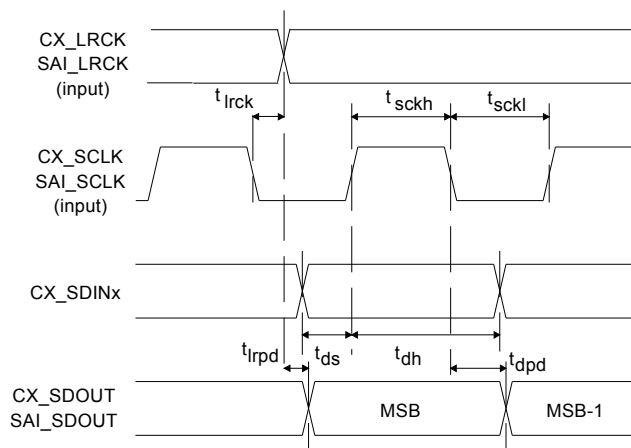 CX_LRCK
SAI_LRCK
(input)
t lrck
t sckh
t sckl
CX_SCLK
SAI_SCLK
(input)
CX_SDINx
t lrpd
t ds
t dh
t dpd
CX_SDOUT
SAI_SDOUT
MSB
MSB-1